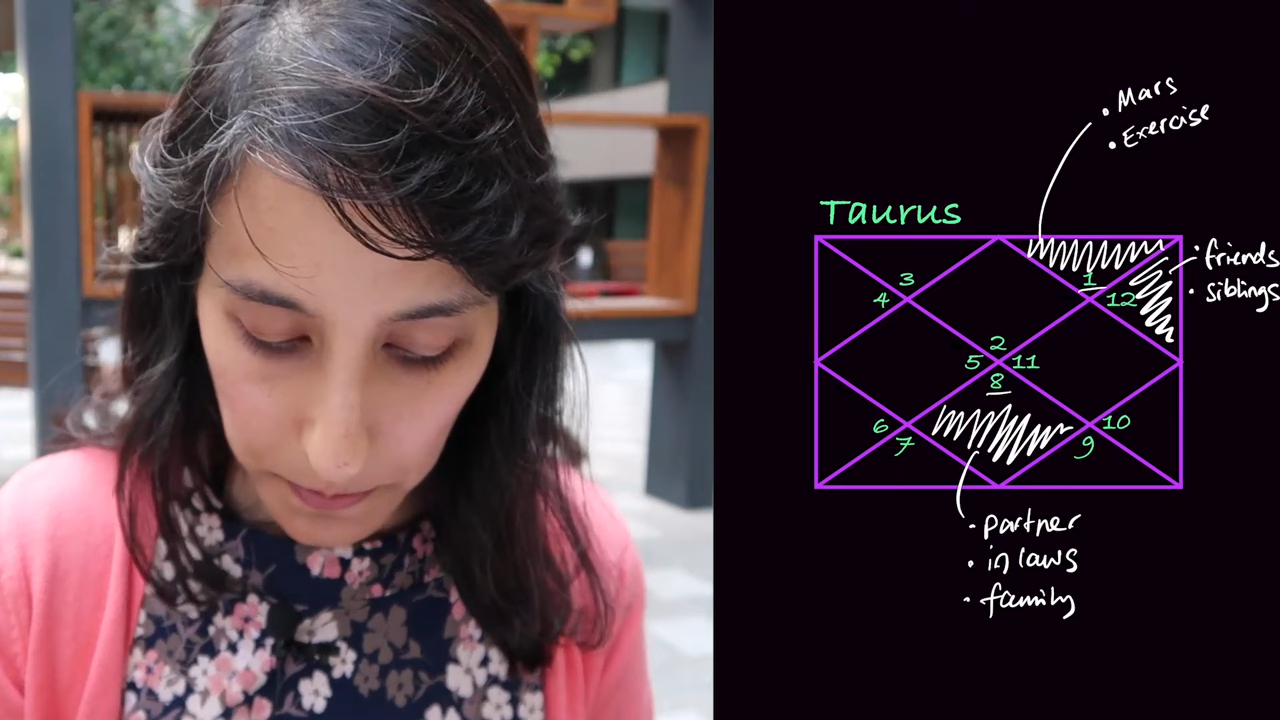 • Mars
• Exercise
Taurus
• friends
• siblings
3
1
4
12
2
5
11
8
6
10
7
9
• partner
• in laws
• family